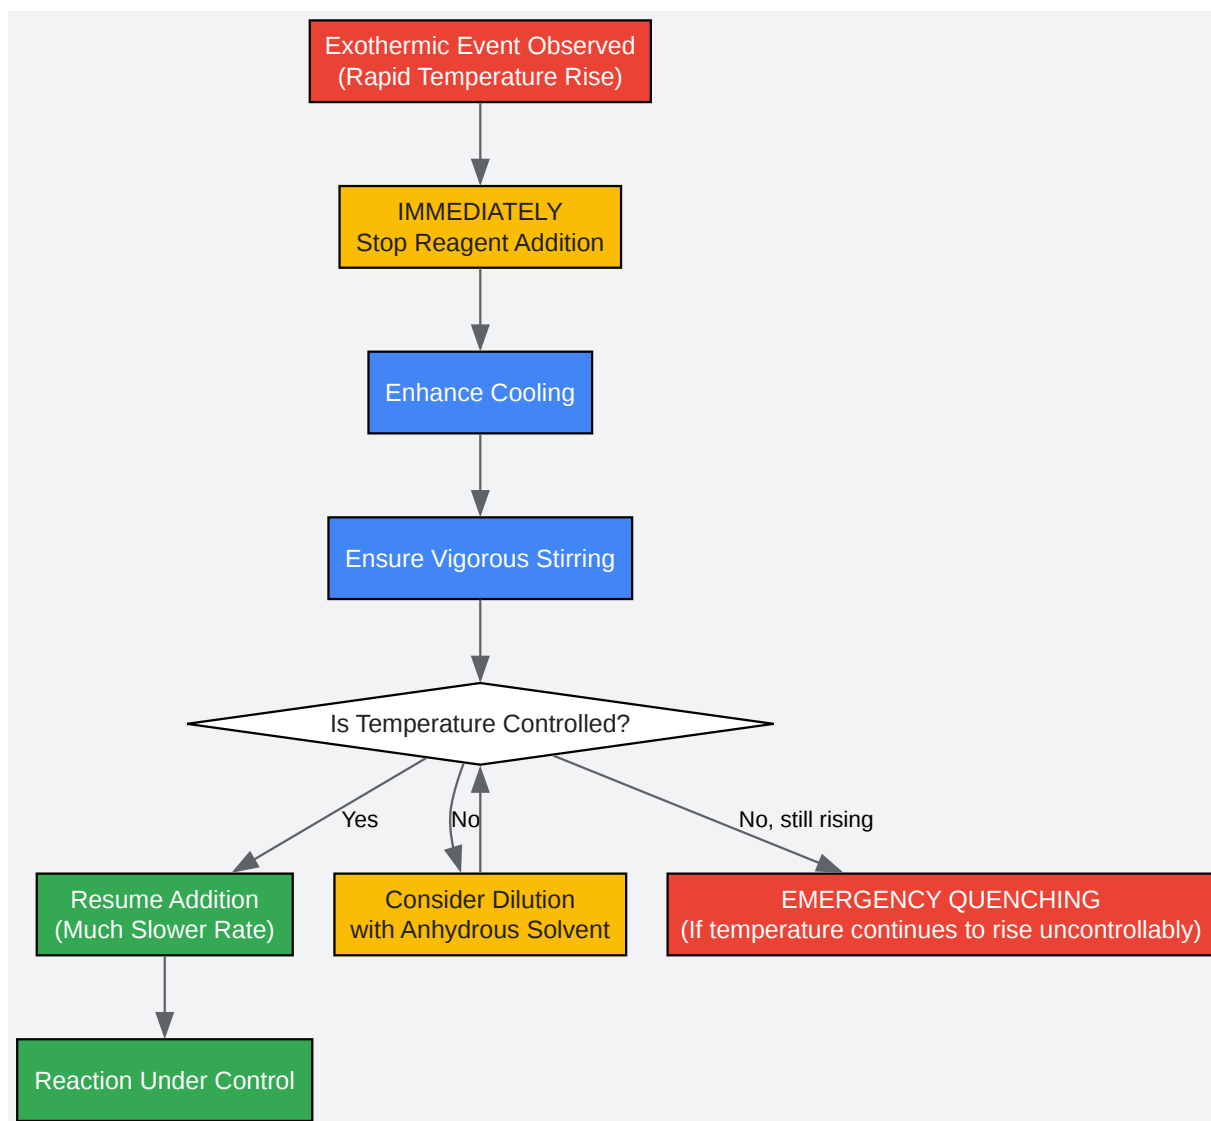 Exothermic Event Observed
(Rapid Temperature Rise)
IMMEDIATELY
Stop Reagent Addition
Enhance Cooling
Ensure Vigorous Stirring
Is Temperature Controlled?
Yes
No
No, still rising
Resume Addition
(Much Slower Rate)
Consider Dilution
with Anhydrous Solvent
EMERGENCY QUENCHING
(If temperature continues to rise uncontrollably)
Reaction Under Control